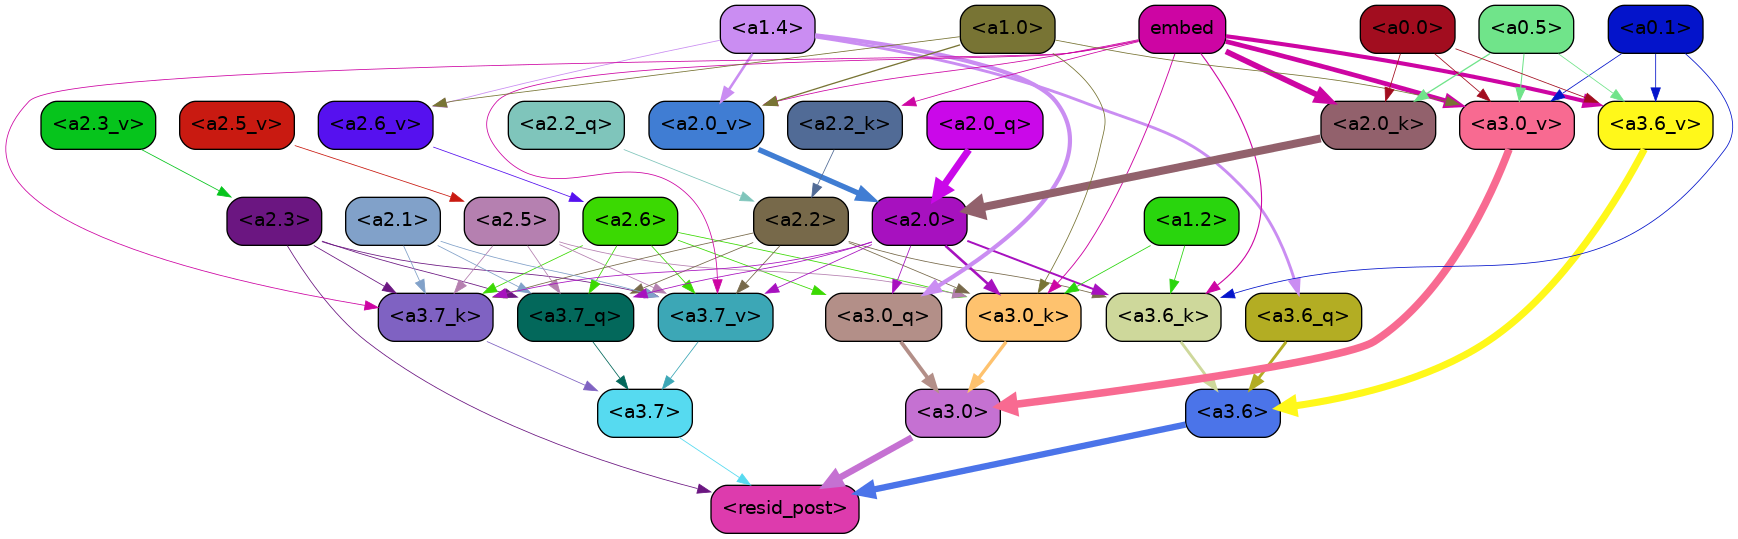 <a1.4> <a1.0> embed <a0.0> <a0.5> <a0.1>
<a2.3_v> <a2.5_v> <a2.6_v> <a2.2_q> <a2.0_v> <a2.2_k> <a2.0_q> <a2.0_k> <a3.0_v> <a3.6_v>
<a2.3> <a2.1> <a2.5> <a2.6> <a2.2> <a2.0> <a1.2>
<a3.7_k> <a3.7_q> <a3.7_v> <a3.0_q> <a3.0_k> <a3.6_k> <a3.6_q>
<a3.7> <a3.0> <a3.6>
<resid_post>